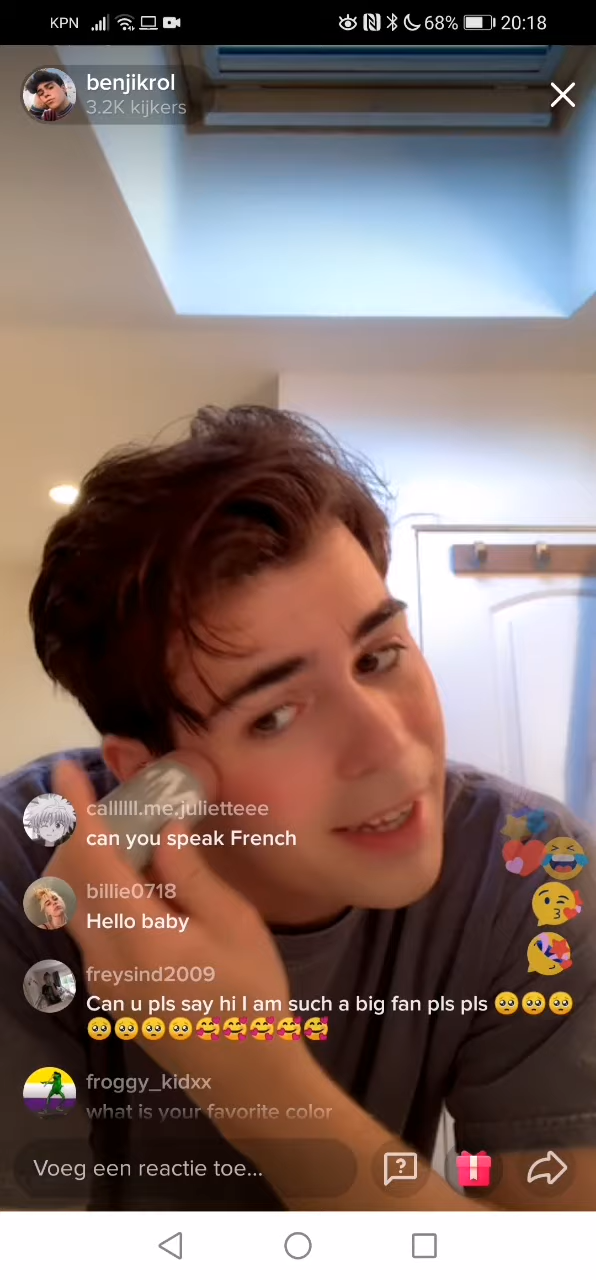 KPN 68% 20:18
benjikrol
3.2K kijkers
callllll.me.julietteee
can you speak French
billie0718
Hello baby
freysind2009
Can u pls say hi I am such a big fan pls pls 🥺🥺🥺
🥺🥺🥺🥺🥰🥰🥰🥰🥰
froggy_kidxx
what is your favorite color
Voeg een reactie toe...